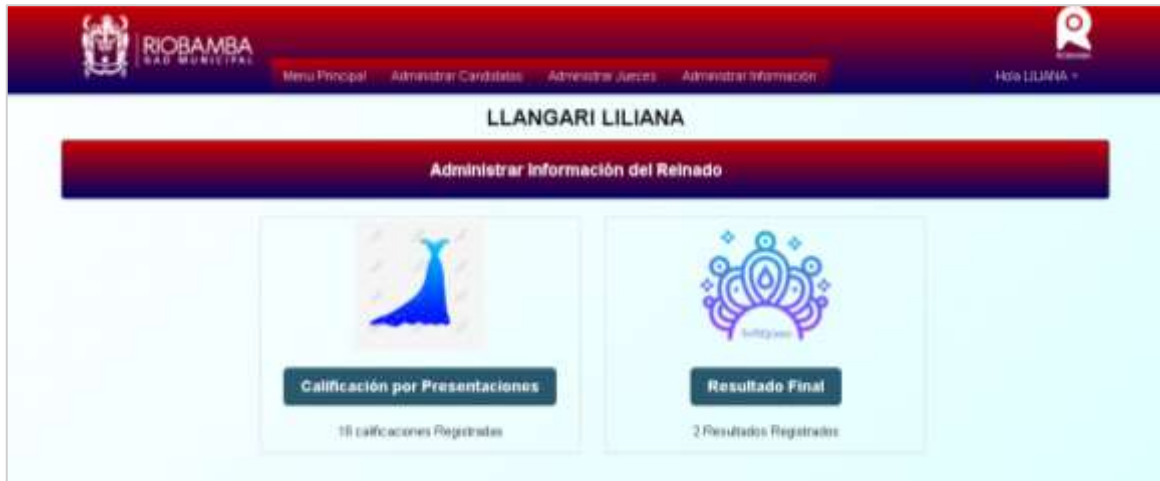 RIOBAMBA
GAD MUNICIPAL
Menu Principal Administrar Candidatas Administrar Jueces Administrar Información
Hola LILIANA
LLANGARI LILIANA
Administrar Información del Reinado
Calificación por Presentaciones
Resultado Final
calificaciones Registradas
2 Resultados Registrados